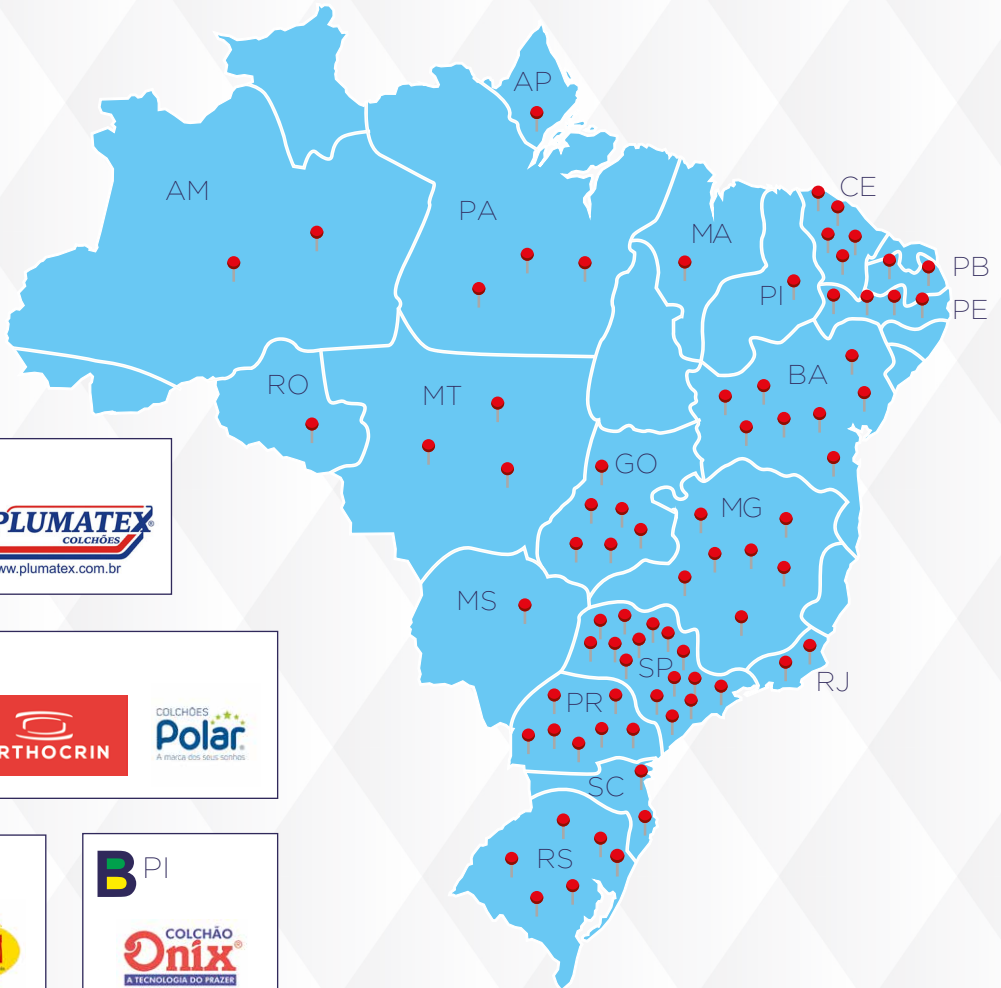 AP
AM
PA
CE
MA
PB
PI
PE
BA
RO
MT
GO
MG
PLUMATEX®
COLCHÕES
www.plumatex.com.br
MS
SP
RJ
PR
COLCHÕES
Polar
A marca dos seus sonhos
RTHOCRIN
SC
RS
B PI
COLCHÃO
Onix®
A TECNOLOGIA DO PRAZER